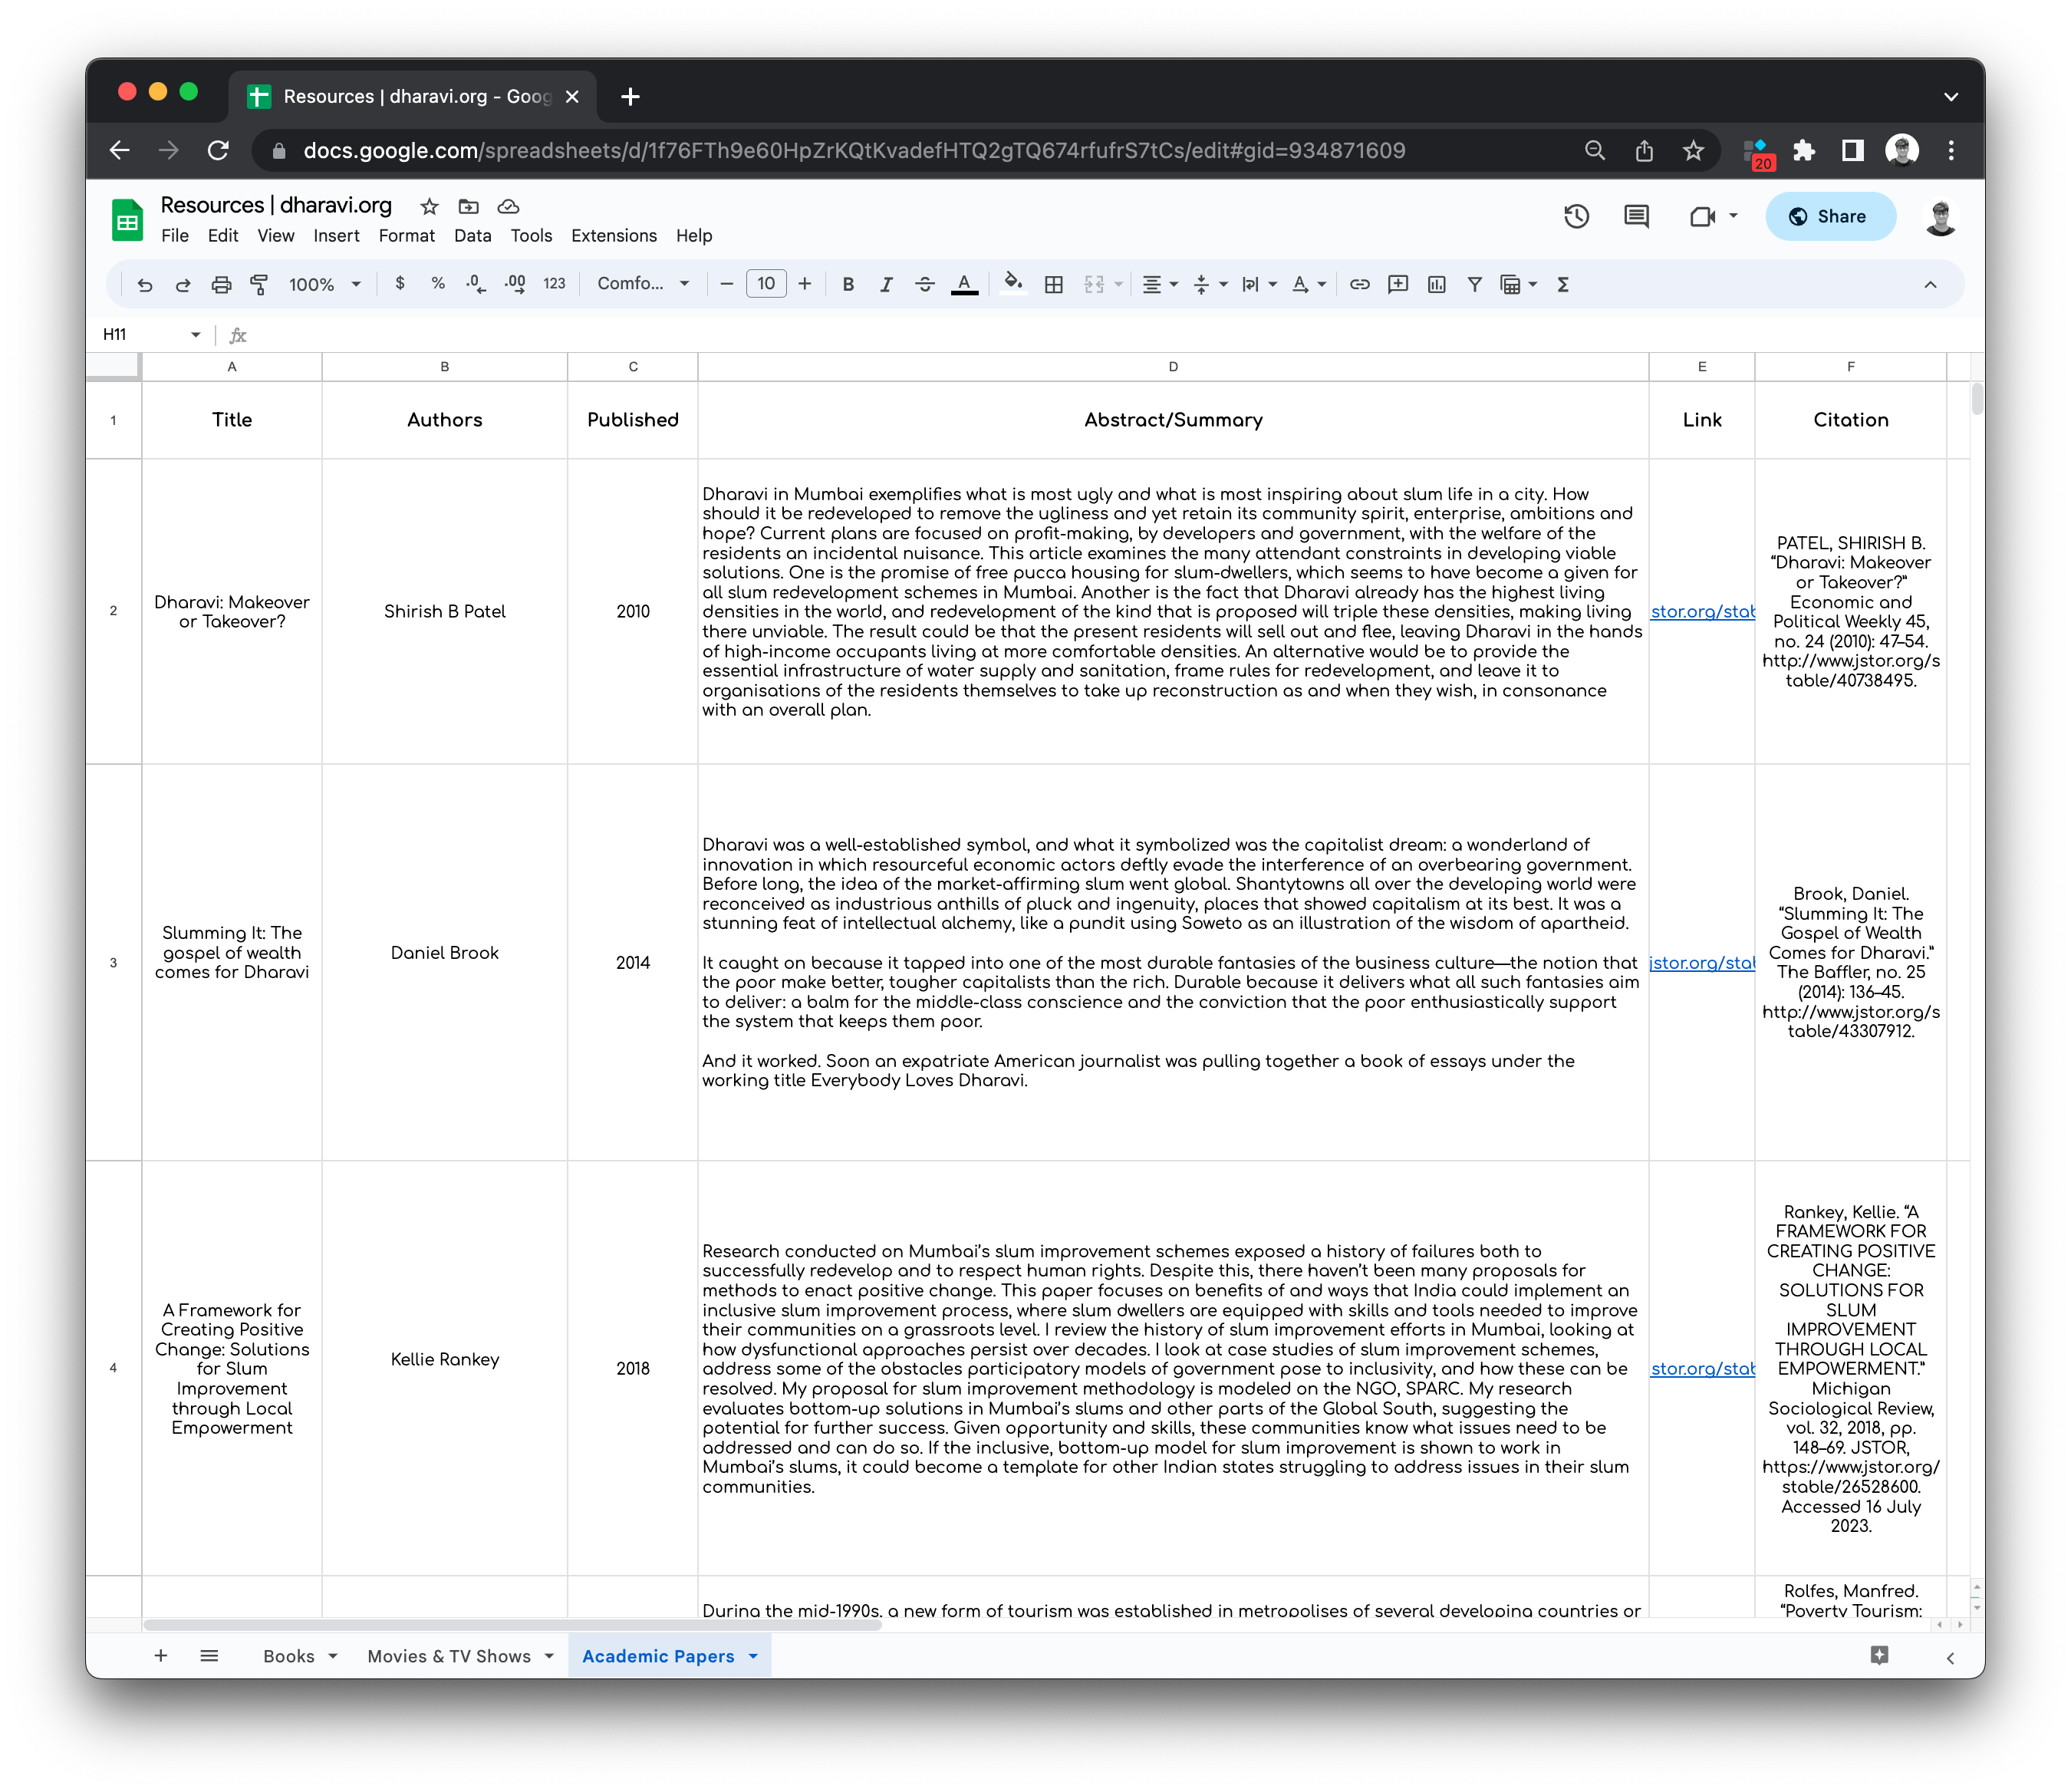 Resources | dharavi.org - Goog
docs.google.com/spreadsheets/d/1f76FTh9e60HpZrKQtKvadefHTQ2gTQ674rfufrS7tCs/edit#gid=934871609
20
Resources | dharavi.org
File Edit View Insert Format Data Tools Extensions Help
Share
100% $ % .0 .00 123 Comfo... 10 B I S A
H11 fx
A B C D E F
1 Title Authors Published Abstract/Summary Link Citation
2
Dharavi: Makeover
or Takeover?
Shirish B Patel
2010
Dharavi in Mumbai exemplifies what is most ugly and what is most inspiring about slum life in a city. How
should it be redeveloped to remove the ugliness and yet retain its community spirit, enterprise, ambitions and
hope? Current plans are focused on profit-making, by developers and government, with the welfare of the
residents an incidental nuisance. This article examines the many attendant constraints in developing viable
solutions. One is the promise of free pucca housing for slum-dwellers, which seems to have become a given for
all slum redevelopment schemes in Mumbai. Another is the fact that Dharavi already has the highest living
densities in the world, and redevelopment of the kind that is proposed will triple these densities, making living
there unviable. The result could be that the present residents will sell out and flee, leaving Dharavi in the hands
of high-income occupants living at more comfortable densities. An alternative would be to provide the
essential infrastructure of water supply and sanitation, frame rules for redevelopment, and leave it to
organisations of the residents themselves to take up reconstruction as and when they wish, in consonance
with an overall plan.
stor.org/stab
PATEL, SHIRISH B.
“Dharavi: Makeover
or Takeover?”
Economic and
Political Weekly 45,
no. 24 (2010): 47–54.
http://www.jstor.org/s
table/40738495.
3
Slumming It: The
gospel of wealth
comes for Dharavi
Daniel Brook
2014
Dharavi was a well-established symbol, and what it symbolized was the capitalist dream: a wonderland of
innovation in which resourceful economic actors deftly evade the interference of an overbearing government.
Before long, the idea of the market-affirming slum went global. Shantytowns all over the developing world were
reconceived as industrious anthills of pluck and ingenuity, places that showed capitalism at its best. It was a
stunning feat of intellectual alchemy, like a pundit using Soweto as an illustration of the wisdom of apartheid.
It caught on because it tapped into one of the most durable fantasies of the business culture—the notion that
the poor make better, tougher capitalists than the rich. Durable because it delivers what all such fantasies aim
to deliver: a balm for the middle-class conscience and the conviction that the poor enthusiastically support
the system that keeps them poor.
And it worked. Soon an expatriate American journalist was pulling together a book of essays under the
working title Everybody Loves Dharavi.
jstor.org/stab
Brook, Daniel.
“Slumming It: The
Gospel of Wealth
Comes for Dharavi.”
The Baffler, no. 25
(2014): 136–45.
http://www.jstor.org/s
table/43307912.
4
A Framework for
Creating Positive
Change: Solutions
for Slum
Improvement
through Local
Empowerment
Kellie Rankey
2018
Research conducted on Mumbai’s slum improvement schemes exposed a history of failures both to
successfully redevelop and to respect human rights. Despite this, there haven’t been many proposals for
methods to enact positive change. This paper focuses on benefits of and ways that India could implement an
inclusive slum improvement process, where slum dwellers are equipped with skills and tools needed to improve
their communities on a grassroots level. I review the history of slum improvement efforts in Mumbai, looking at
how dysfunctional approaches persist over decades. I look at case studies of slum improvement schemes,
address some of the obstacles participatory models of government pose to inclusivity, and how these can be
resolved. My proposal for slum improvement methodology is modeled on the NGO, SPARC. My research
evaluates bottom-up solutions in Mumbai’s slums and other parts of the Global South, suggesting the
potential for further success. Given opportunity and skills, these communities know what issues need to be
addressed and can do so. If the inclusive, bottom-up model for slum improvement is shown to work in
Mumbai’s slums, it could become a template for other Indian states struggling to address issues in their slum
communities.
stor.org/stab
Rankey, Kellie. “A
FRAMEWORK FOR
CREATING POSITIVE
CHANGE:
SOLUTIONS FOR
SLUM
IMPROVEMENT
THROUGH LOCAL
EMPOWERMENT.”
Michigan
Sociological Review,
vol. 32, 2018, pp.
148–69. JSTOR,
https://www.jstor.org/
stable/26528600.
Accessed 16 July
2023.
During the mid-1990s, a new form of tourism was established in metropolises of several developing countries or
Rolfes, Manfred.
“Poverty Tourism:
Books Movies & TV Shows Academic Papers